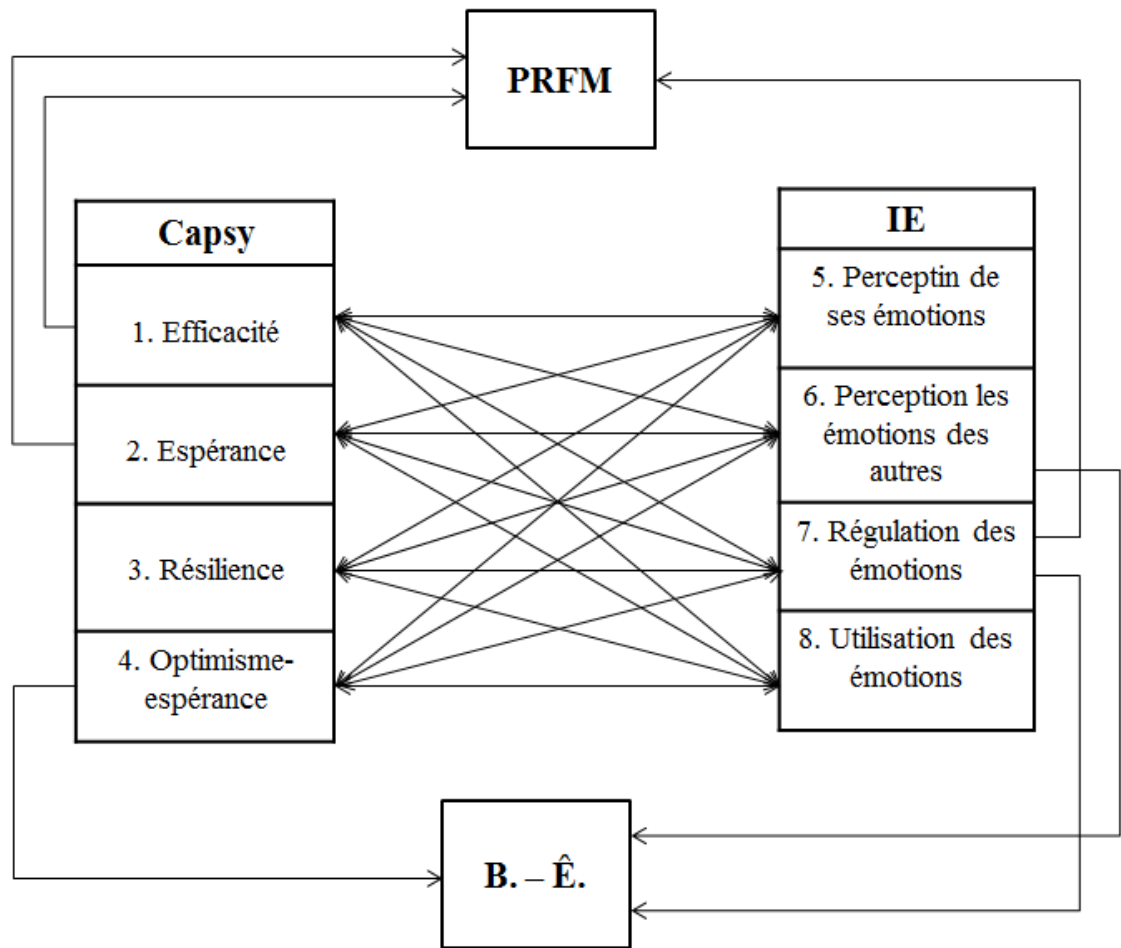 PRFM
Capsy
1. Efficacité
2. Espérance
3. Résilience
4. Optimisme-
espérance
IE
5. Perceptin de
ses émotions
6. Perception les
émotions des
autres
7. Régulation des
émotions
8. Utilisation des
émotions
B. – Ê.